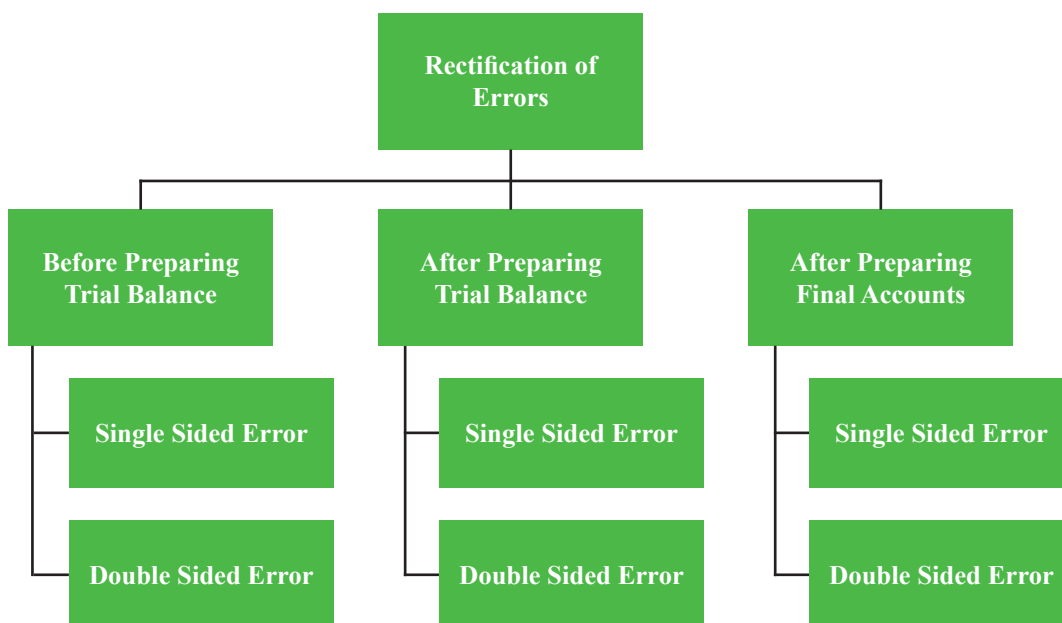 Rectification of
Errors
Before Preparing
Trial Balance
Single Sided Error
Double Sided Error
After Preparing
Trial Balance
Single Sided Error
Double Sided Error
After Preparing
Final Accounts
Single Sided Error
Double Sided Error